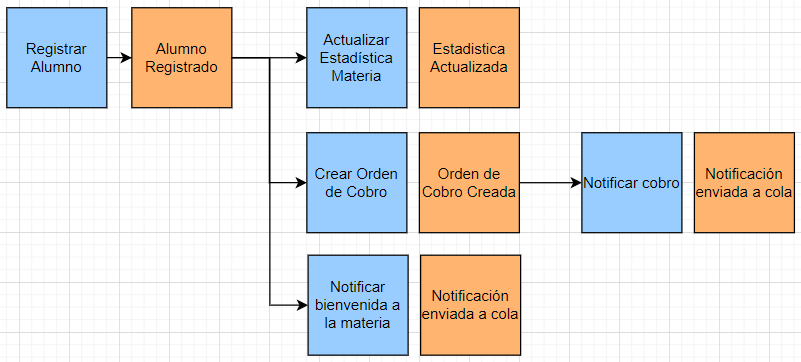 Registrar
Alumno
Alumno
Registrado
Actualizar
Estadística
Materia
Estadistica
Actualizada
Crear Orden
de Cobro
Orden de
Cobro Creada
Notificar cobro
Notificación
enviada a cola
Notificar
bienvenida a
la materia
Notificación
enviada a cola